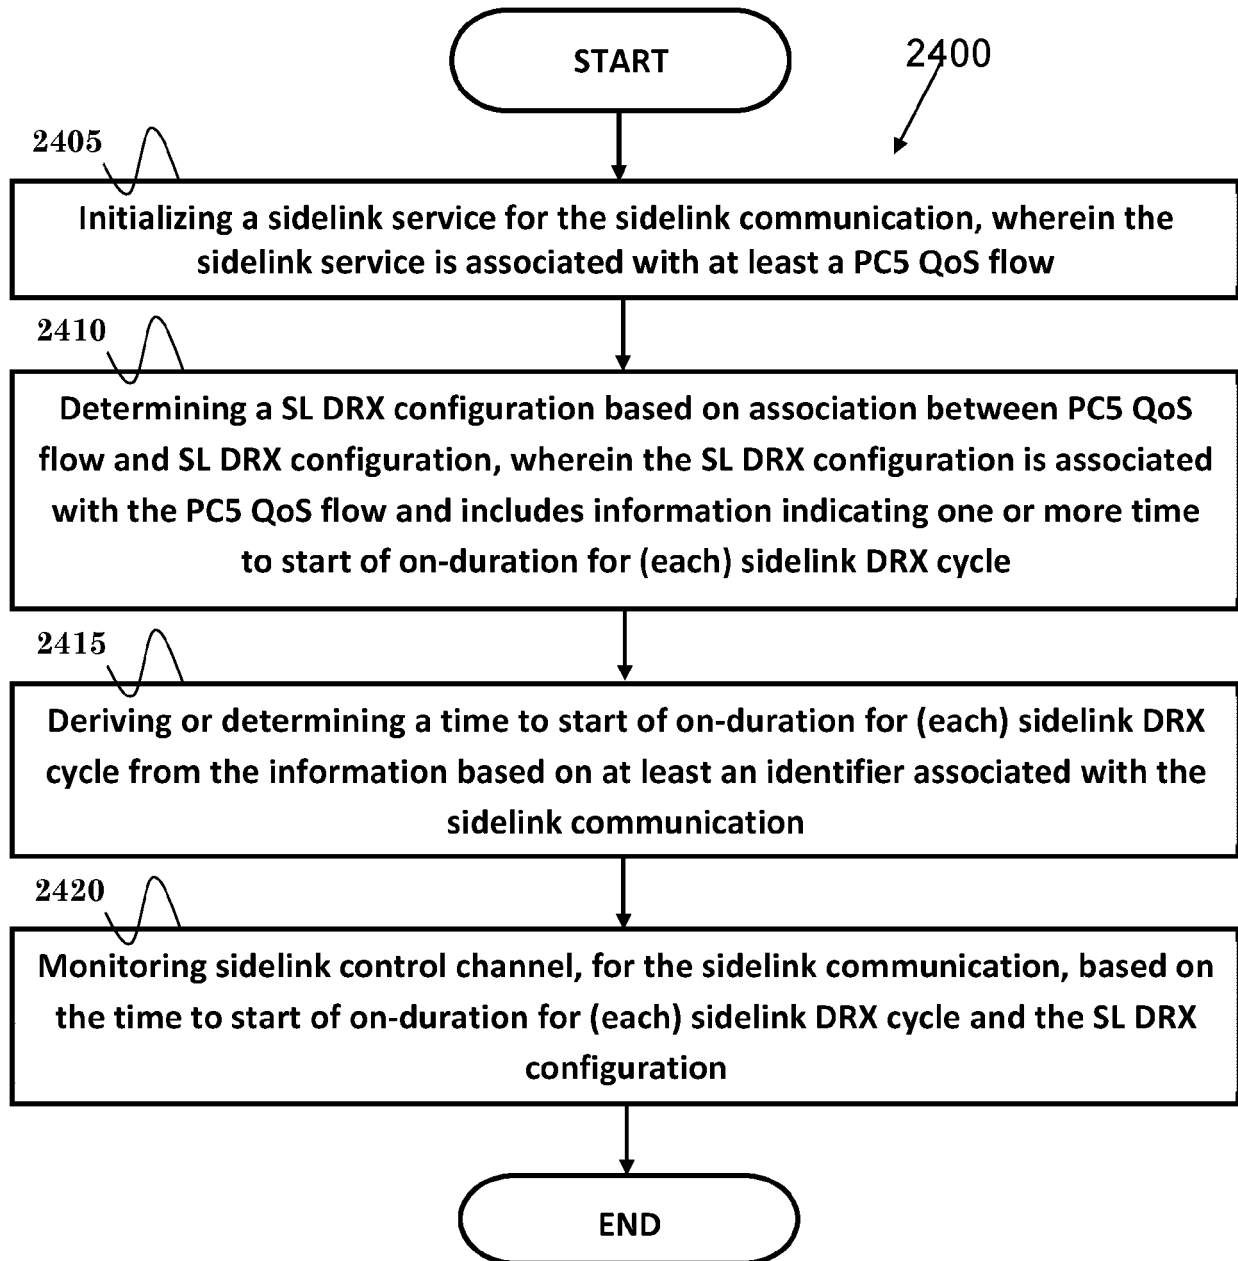 START
2400
2405
Initializing a sidelink service for the sidelink communication, wherein the
sidelink service is associated with at least a PC5 QoS flow
2410
Determining a SL DRX configuration based on association between PC5 QoS
flow and SL DRX configuration, wherein the SL DRX configuration is associated
with the PC5 QoS flow and includes information indicating one or more time
to start of on-duration for (each) sidelink DRX cycle
2415
Deriving or determining a time to start of on-duration for (each) sidelink DRX
cycle from the information based on at least an identifier associated with the
sidelink communication
2420
Monitoring sidelink control channel, for the sidelink communication, based on
the time to start of on-duration for (each) sidelink DRX cycle and the SL DRX
configuration
END